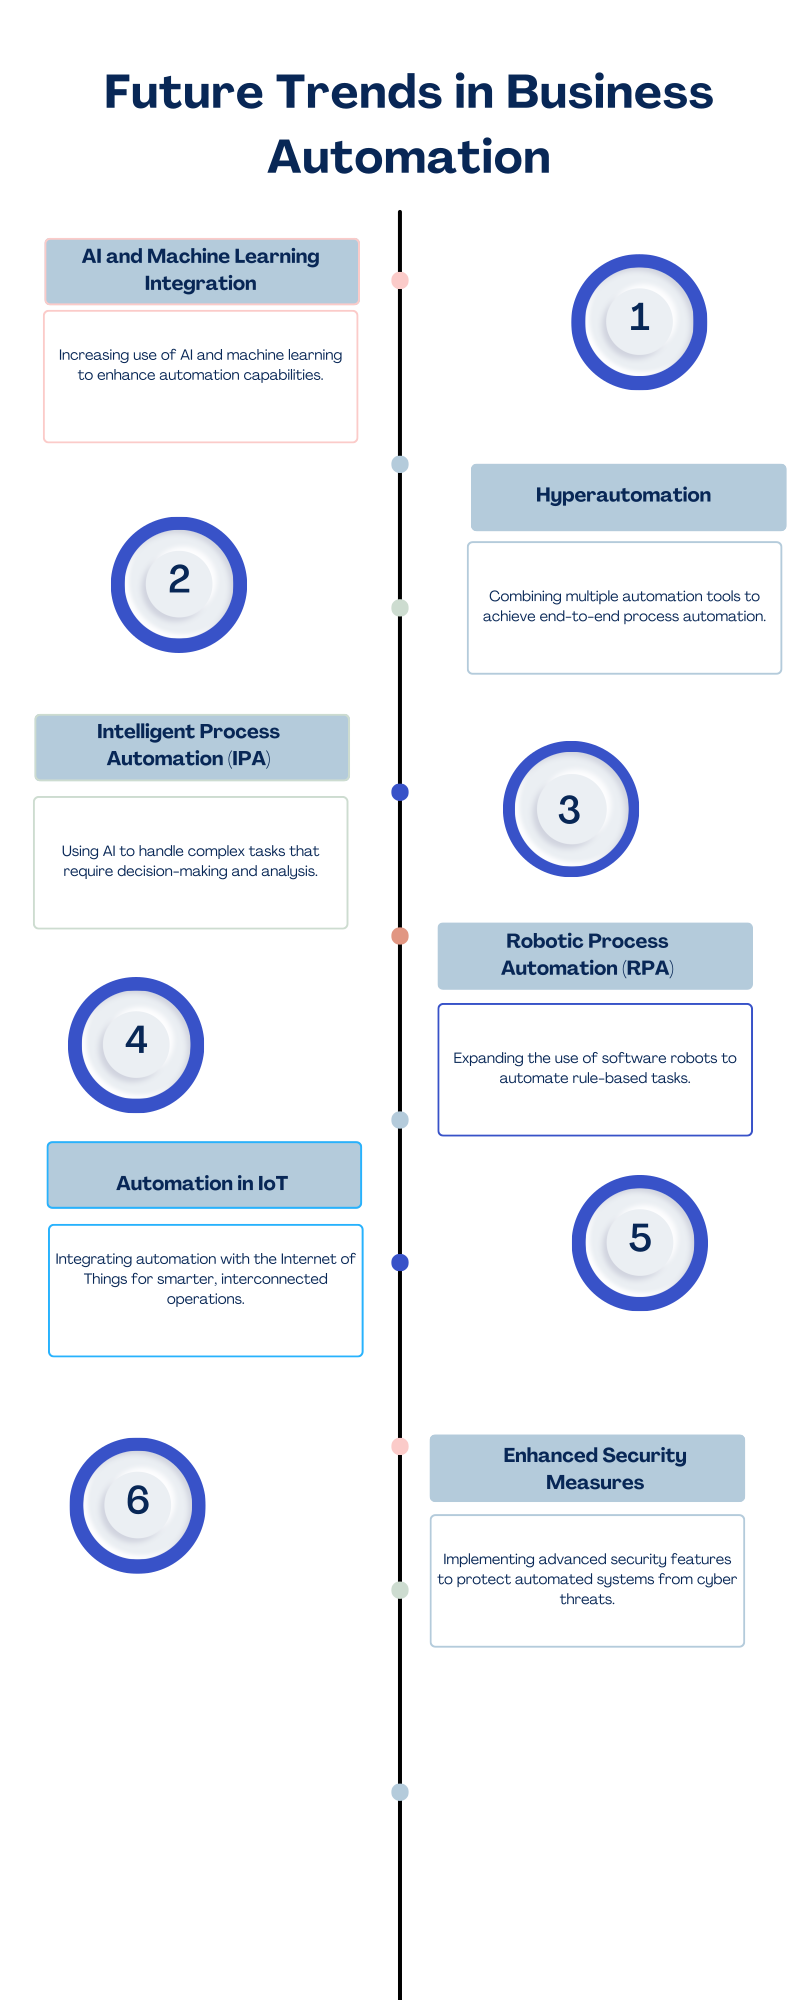 Future Trends in Business
Automation
AI and Machine Learning
Integration
1
Increasing use of AI and machine learning
to enhance automation capabilities.
Hyperautomation
2
Combining multiple automation tools to
achieve end-to-end process automation.
Intelligent Process
Automation (IPA)
3
Using AI to handle complex tasks that
require decision-making and analysis.
Robotic Process
Automation (RPA)
4
Expanding the use of software robots to
automate rule-based tasks.
Automation in IoT
5
Integrating automation with the Internet of
Things for smarter, interconnected
operations.
Enhanced Security
Measures
6
Implementing advanced security features
to protect automated systems from cyber
threats.